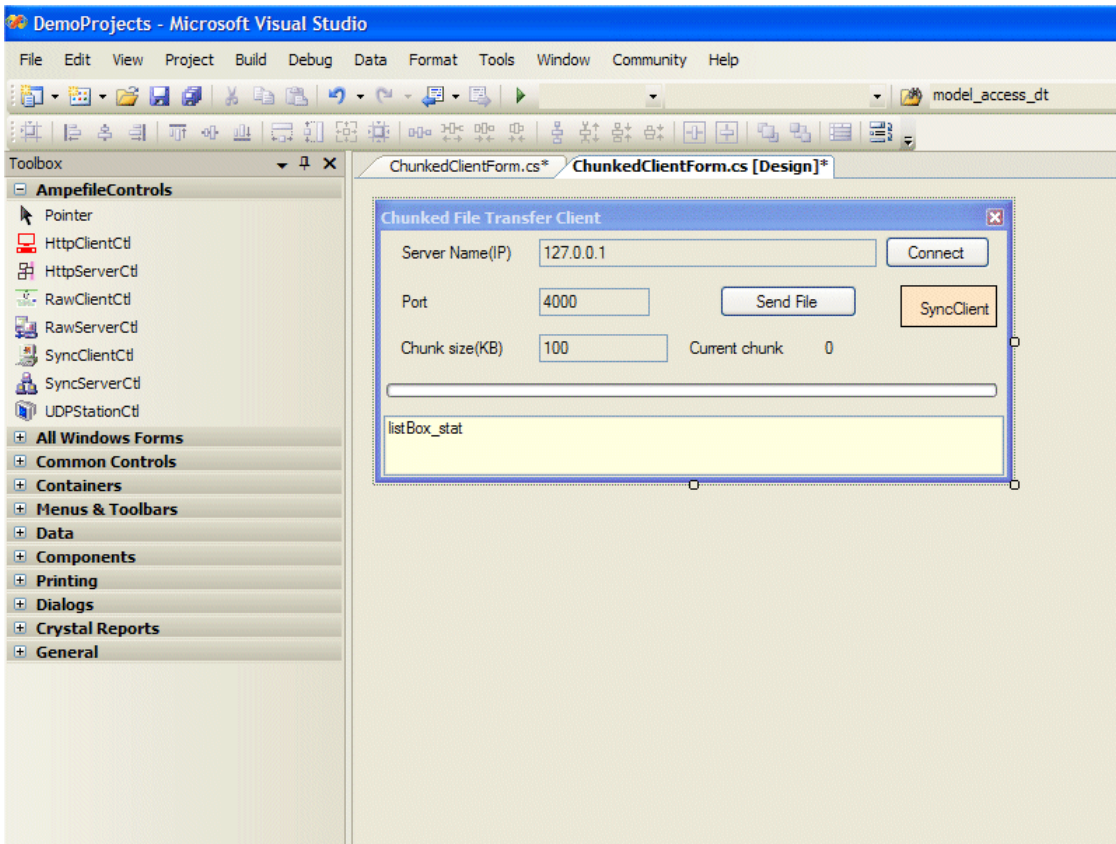 DemoProjects - Microsoft Visual Studio
File Edit View Project Build Debug Data Format Tools Window Community Help
model_access_dt
Toolbox
ChunkedClientForm.cs* ChunkedClientForm.cs [Design]*
AmpefileControls
Pointer
HttpClientCtl
HttpServerCtl
RawClientCtl
RawServerCtl
SyncClientCtl
SyncServerCtl
UDPStationCtl
All Windows Forms
Common Controls
Containers
Menus & Toolbars
Data
Components
Printing
Dialogs
Crystal Reports
General
Chunked File Transfer Client
Server Name(IP) 127.0.0.1 Connect
Port 4000 Send File SyncClient
Chunk size(KB) 100 Current chunk 0
listBox_stat